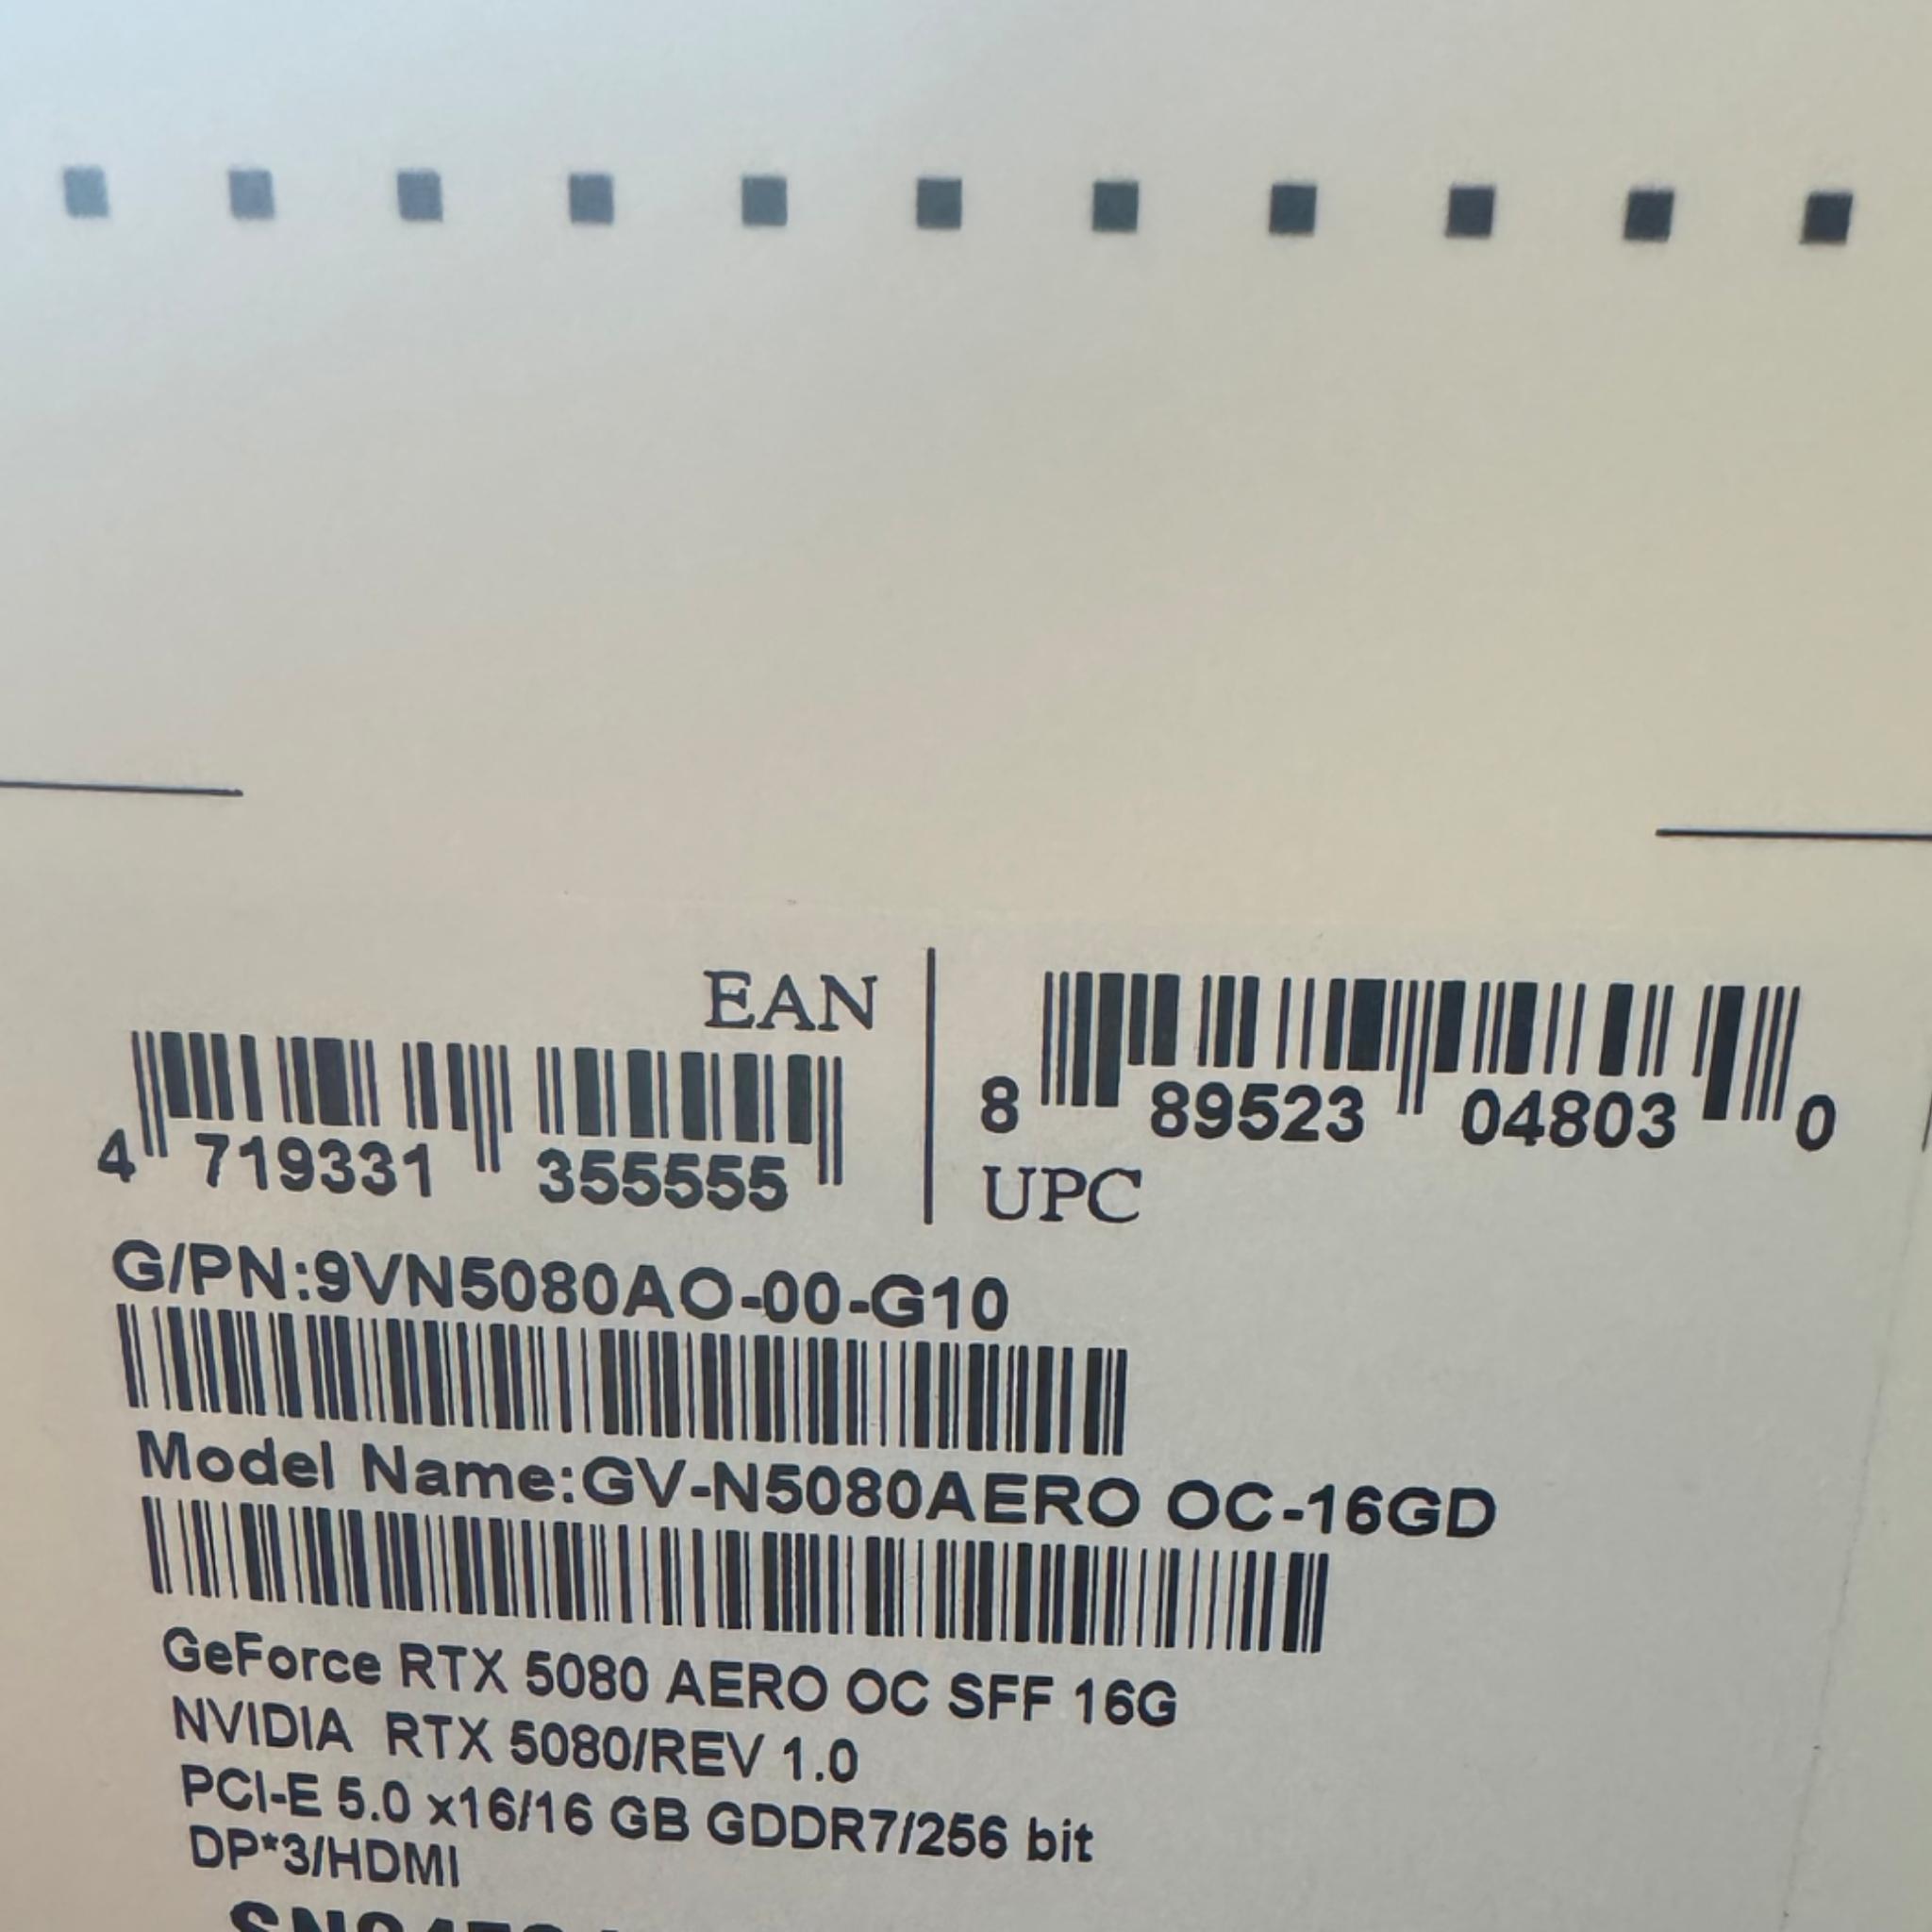 EAN
4 719331 355555
8 89523 04803 0
UPC
G/PN:9VN5080AO-00-G10
Model Name:GV-N5080AERO OC-16GD
GeForce RTX 5080 AERO OC SFF 16G
NVIDIA RTX 5080/REV 1.0
PCI-E 5.0 x16/16 GB GDDR7/256 bit
DP*3/HDMI